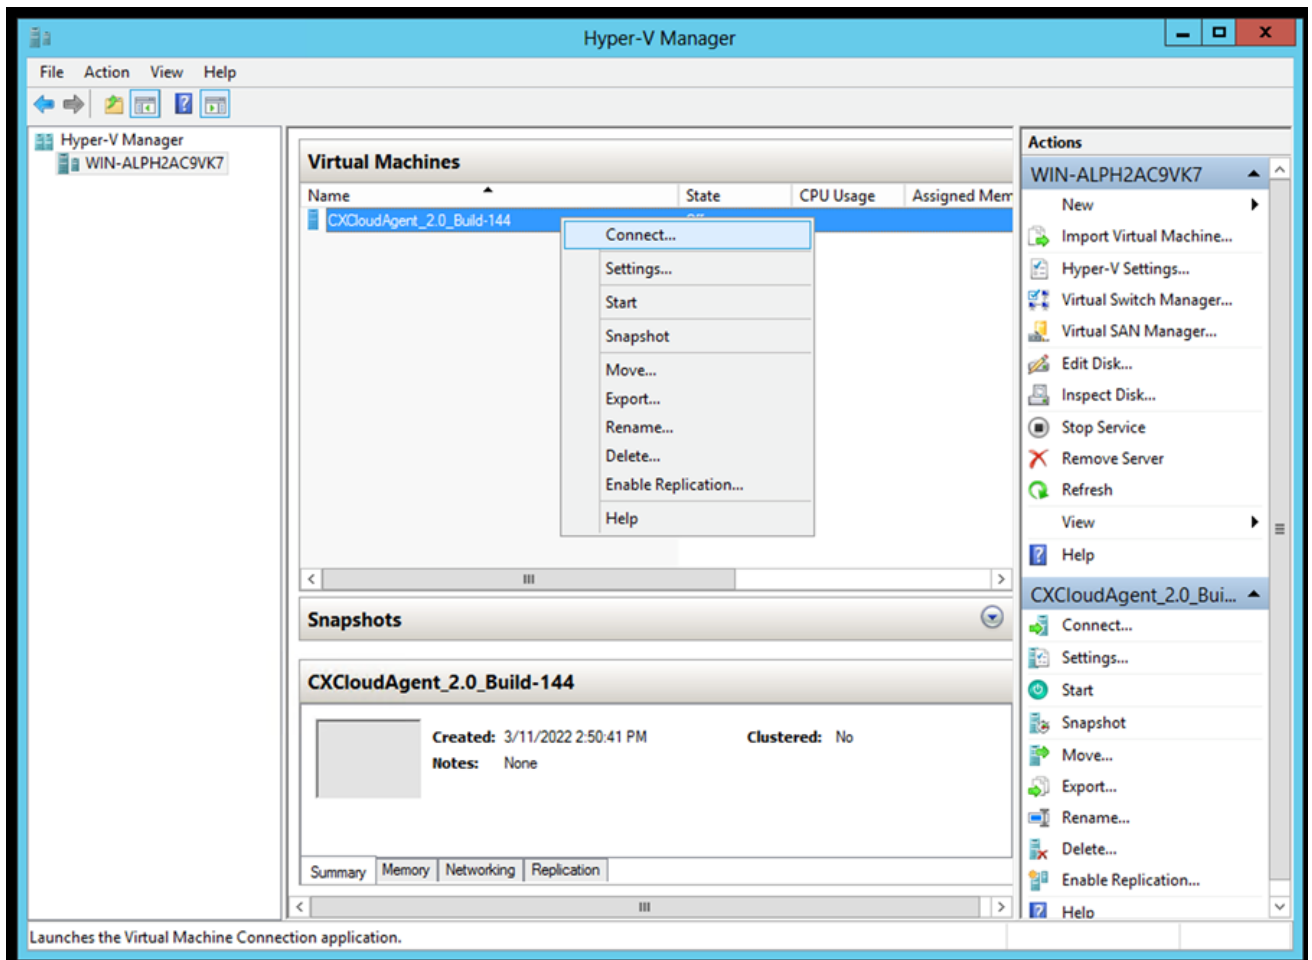 Hyper-V Manager
File Action View Help
Hyper-V Manager
WIN-ALPH2AC9VK7
Virtual Machines
Name State CPU Usage Assigned Mem
CXCloudAgent_2.0_Build-144
Connect...
Settings...
Start
Snapshot
Move...
Export...
Rename...
Delete...
Enable Replication...
Help
Snapshots
CXCloudAgent_2.0_Build-144
Created: 3/11/2022 2:50:41 PM Clustered: No
Notes: None
Summary Memory Networking Replication
Actions
WIN-ALPH2AC9VK7
New
Import Virtual Machine...
Hyper-V Settings...
Virtual Switch Manager...
Virtual SAN Manager...
Edit Disk...
Inspect Disk...
Stop Service
Remove Server
Refresh
View
Help
CXCloudAgent_2.0_Bui...
Connect...
Settings...
Start
Snapshot
Move...
Export...
Rename...
Delete...
Enable Replication...
Help
Launches the Virtual Machine Connection application.